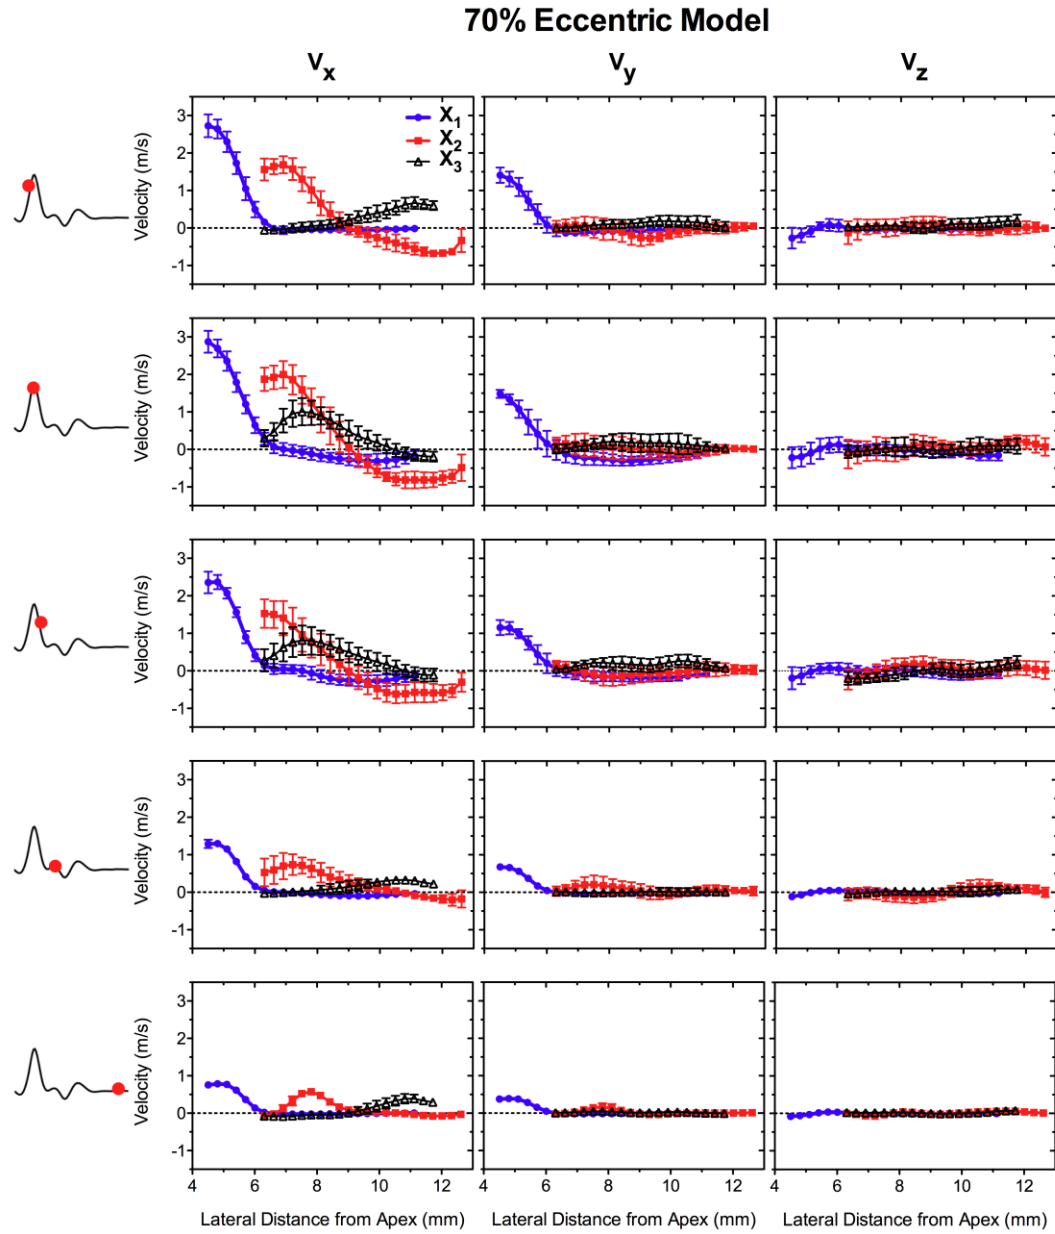 70% Eccentric Model
Vx Vy Vz
X1
X2
X3
Velocity (m/s)
3
2
1
0
-1
Velocity (m/s)
3
2
1
0
-1
Velocity (m/s)
3
2
1
0
-1
Velocity (m/s)
3
2
1
0
-1
Velocity (m/s)
3
2
1
0
-1
4 6 8 10 12 4 6 8 10 12 4 6 8 10 12
Lateral Distance from Apex (mm) Lateral Distance from Apex (mm) Lateral Distance from Apex (mm)